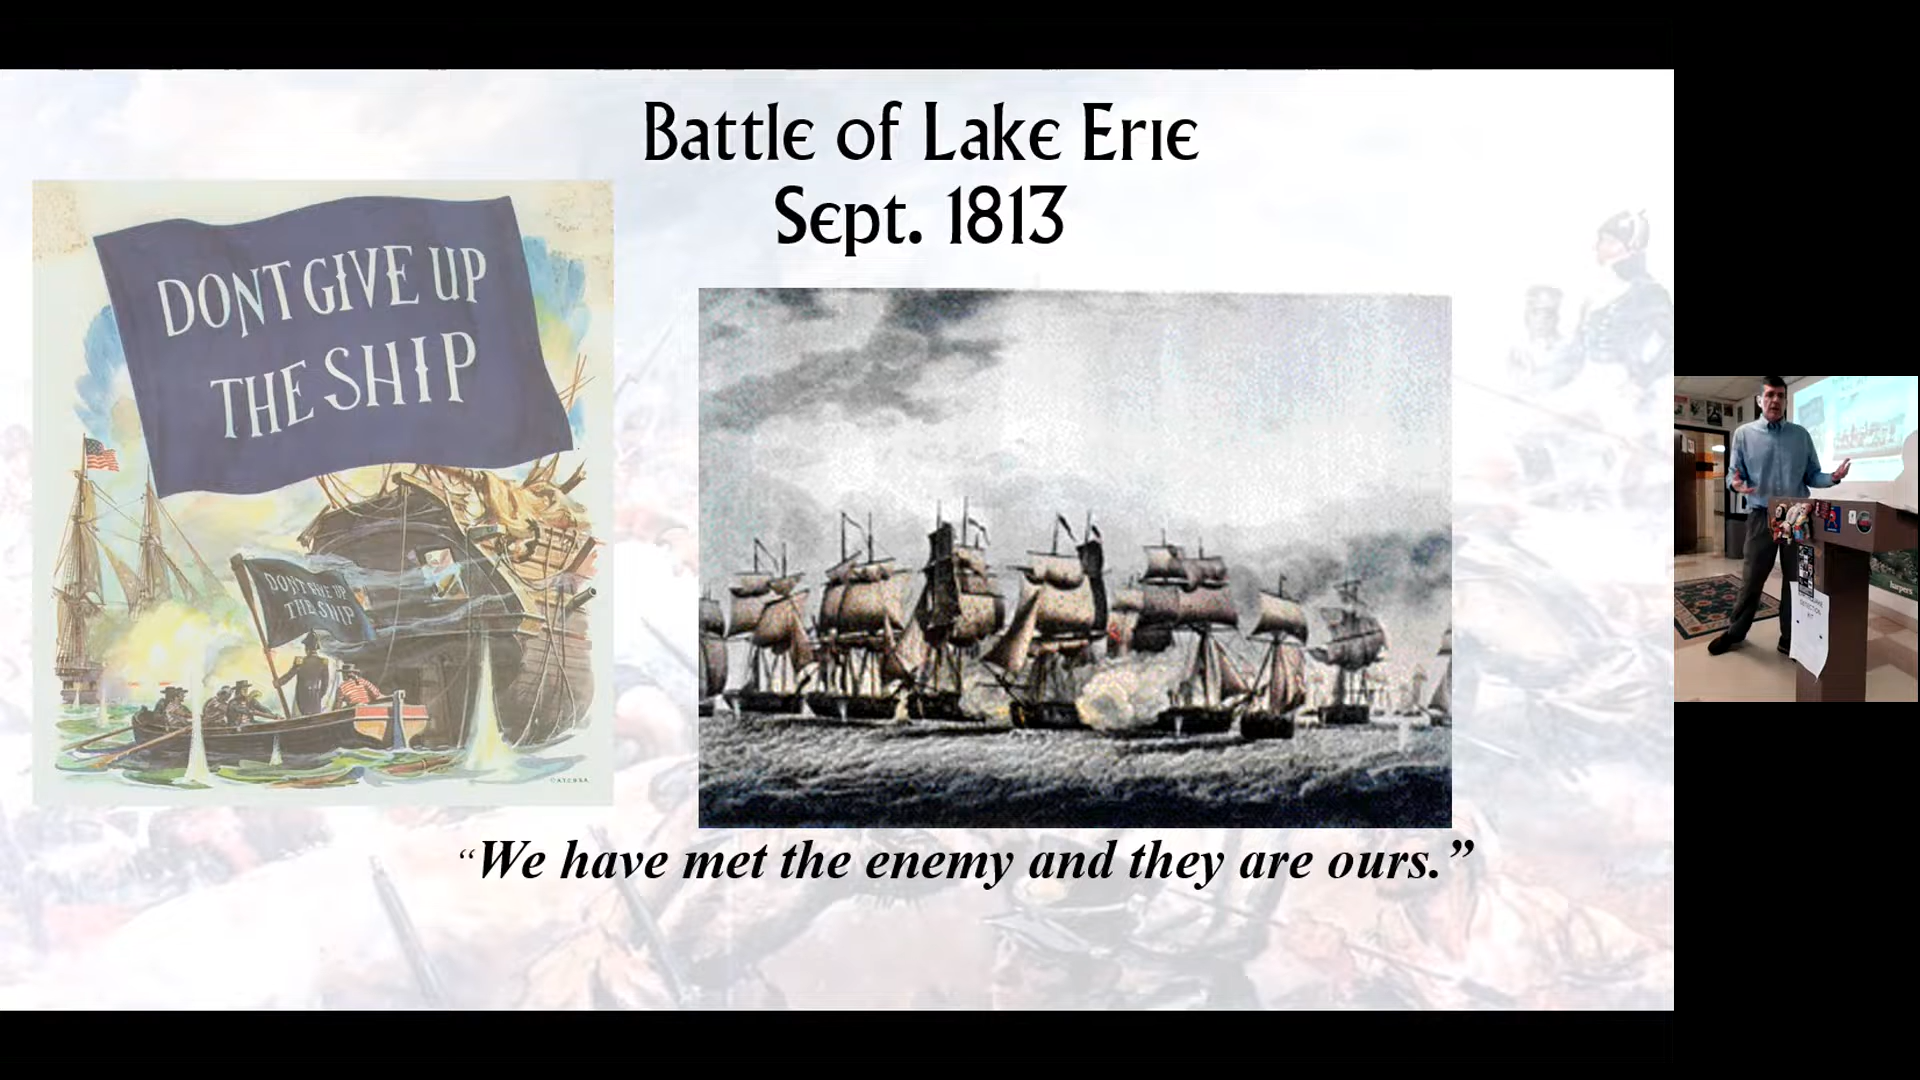 Battle of Lake Erie
Sept. 1813
DONT GIVE UP
THE SHIP
DONT GIVE UP
THE SHIP
“We have met the enemy and they are ours.”